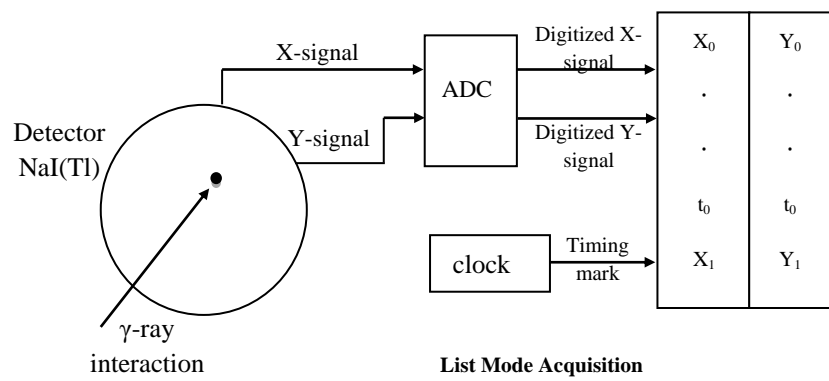 X-signal
Y-signal
Detector
NaI(Tl)
γ-ray
interaction
ADC
Digitized X-
signal
Digitized Y-
signal
clock
Timing
mark
X₀ Y₀
. .
. .
t₀ t₀
X₁ Y₁
List Mode Acquisition